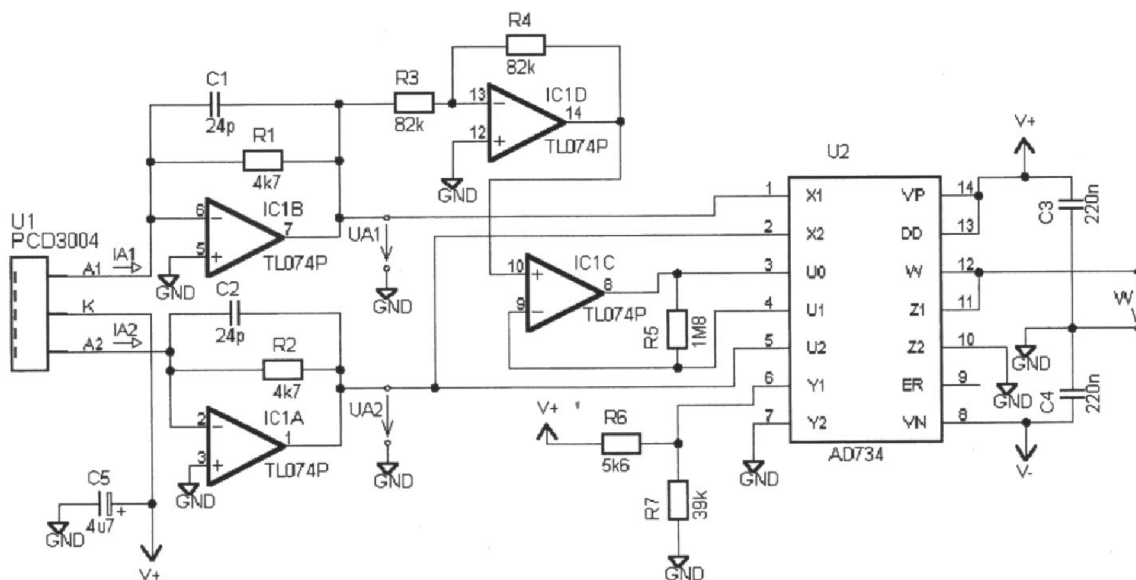 R4
82k
C1
24p
R3
82k
13
IC1D
14
12
TL074P
GND
R1
4k7
V+
U2
U1
PCD3004
6
IC1B
7
5
TL074P
GND
A1
IA1
K
A2
IA2
UA1
GND
C2
24p
R2
4k7
10
IC1C
8
9
TL074P
R5
1M8
1
X1
VP
14
2
X2
DD
13
3
U0
W
12
4
U1
Z1
11
5
U2
Z2
10
6
Y1
ER
9
7
Y2
VN
8
AD734
C3
220n
W
GND
GND
C4
220n
V-
2
IC1A
1
3
TL074P
GND
UA2
GND
V+
R6
5k6
GND
R7
39k
GND
C5
4u7
+
GND
V+